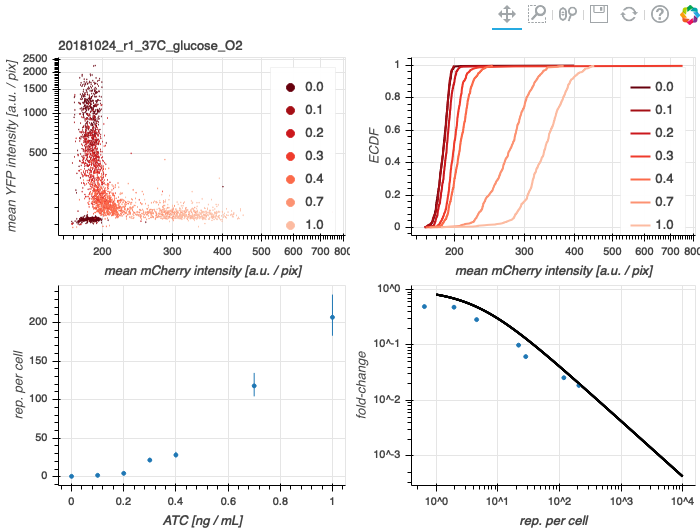 20181024_r1_37C_glucose_O2
mean YFP intensity [a.u. / pix]
2500
2000
1500
1000
500
0.0
0.1
0.2
0.3
0.4
0.7
1.0
200 300 400 500 600 700 800
mean mCherry intensity [a.u. / pix]
ECDF
1
0.8
0.6
0.4
0.2
0
0.0
0.1
0.2
0.3
0.4
0.7
1.0
200 300 400 500 600 700 800
mean mCherry intensity [a.u. / pix]
rep. per cell
200
150
100
50
0
0 0.2 0.4 0.6 0.8 1
ATC [ng / mL]
fold-change
10^0
10^-1
10^-2
10^-3
10^0 10^1 10^2 10^3 10^4
rep. per cell